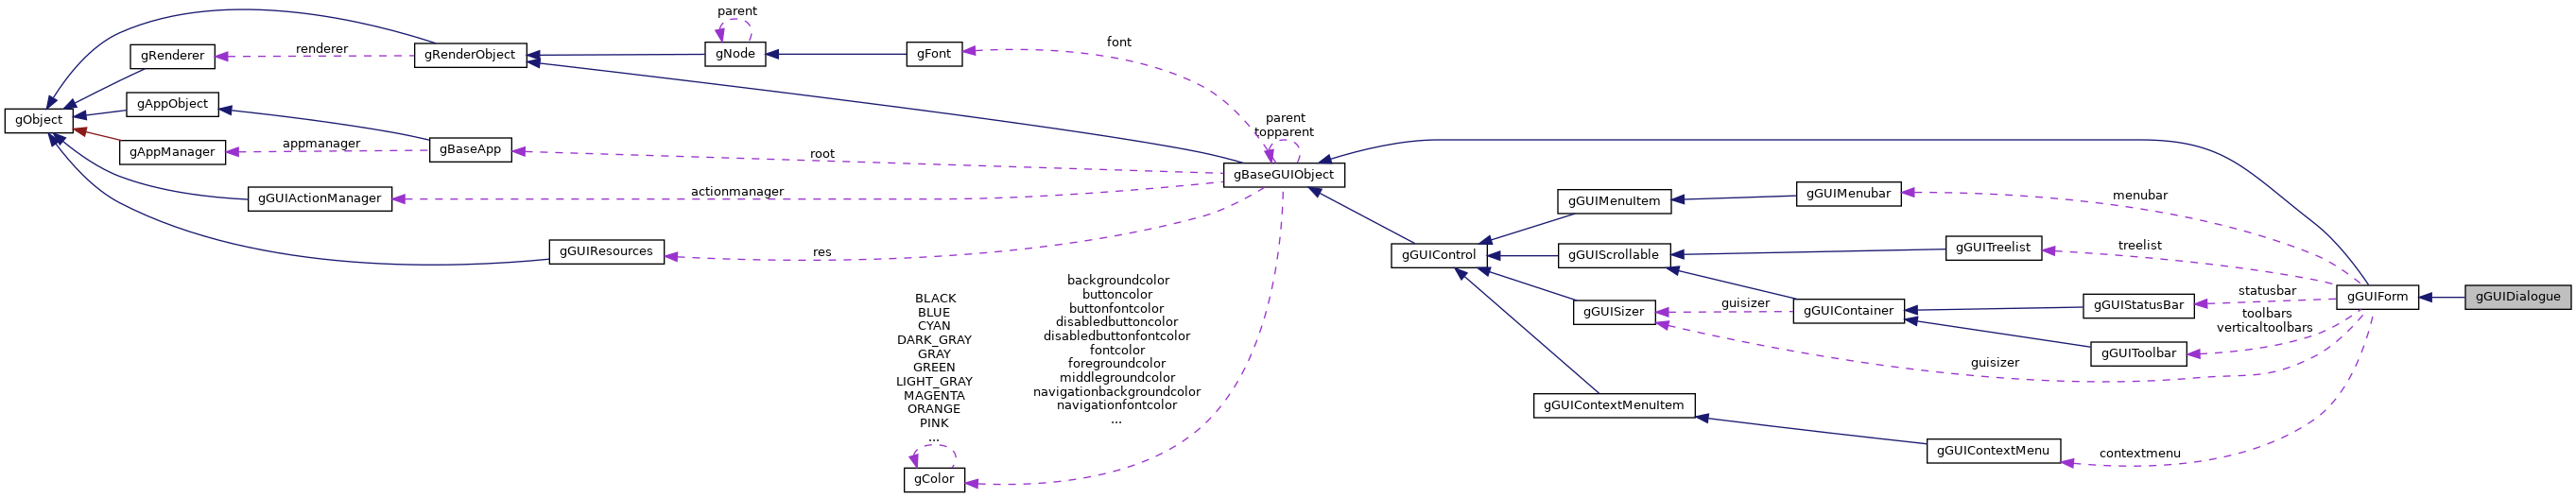 parent
gRenderer
renderer
gRenderObject
gNode
gFont
font
gAppObject
gObject
parent
topparent
gAppManager
appmanager
gBaseApp
root
gBaseGUIObject
gGUIActionManager
actionmanager
gGUIMenuItem
gGUIMenubar
menubar
gGUIResources
res
gGUIControl
gGUIScrollable
gGUITreelist
treelist
BLACK
BLUE
CYAN
DARK_GRAY
GRAY
GREEN
LIGHT_GRAY
MAGENTA
ORANGE
PINK
...
backgroundcolor
buttoncolor
buttonfontcolor
disabledbuttoncolor
disabledbuttonfontcolor
fontcolor
foregroundcolor
middlegroundcolor
navigationbackgroundcolor
navigationfontcolor
...
gGUISizer
guisizer
gGUIContainer
gGUIStatusBar
statusbar
gGUIForm
gGUIDialogue
toolbars
verticaltoolbars
gGUIToolbar
guisizer
gGUIContextMenuItem
gGUIContextMenu
contextmenu
gColor